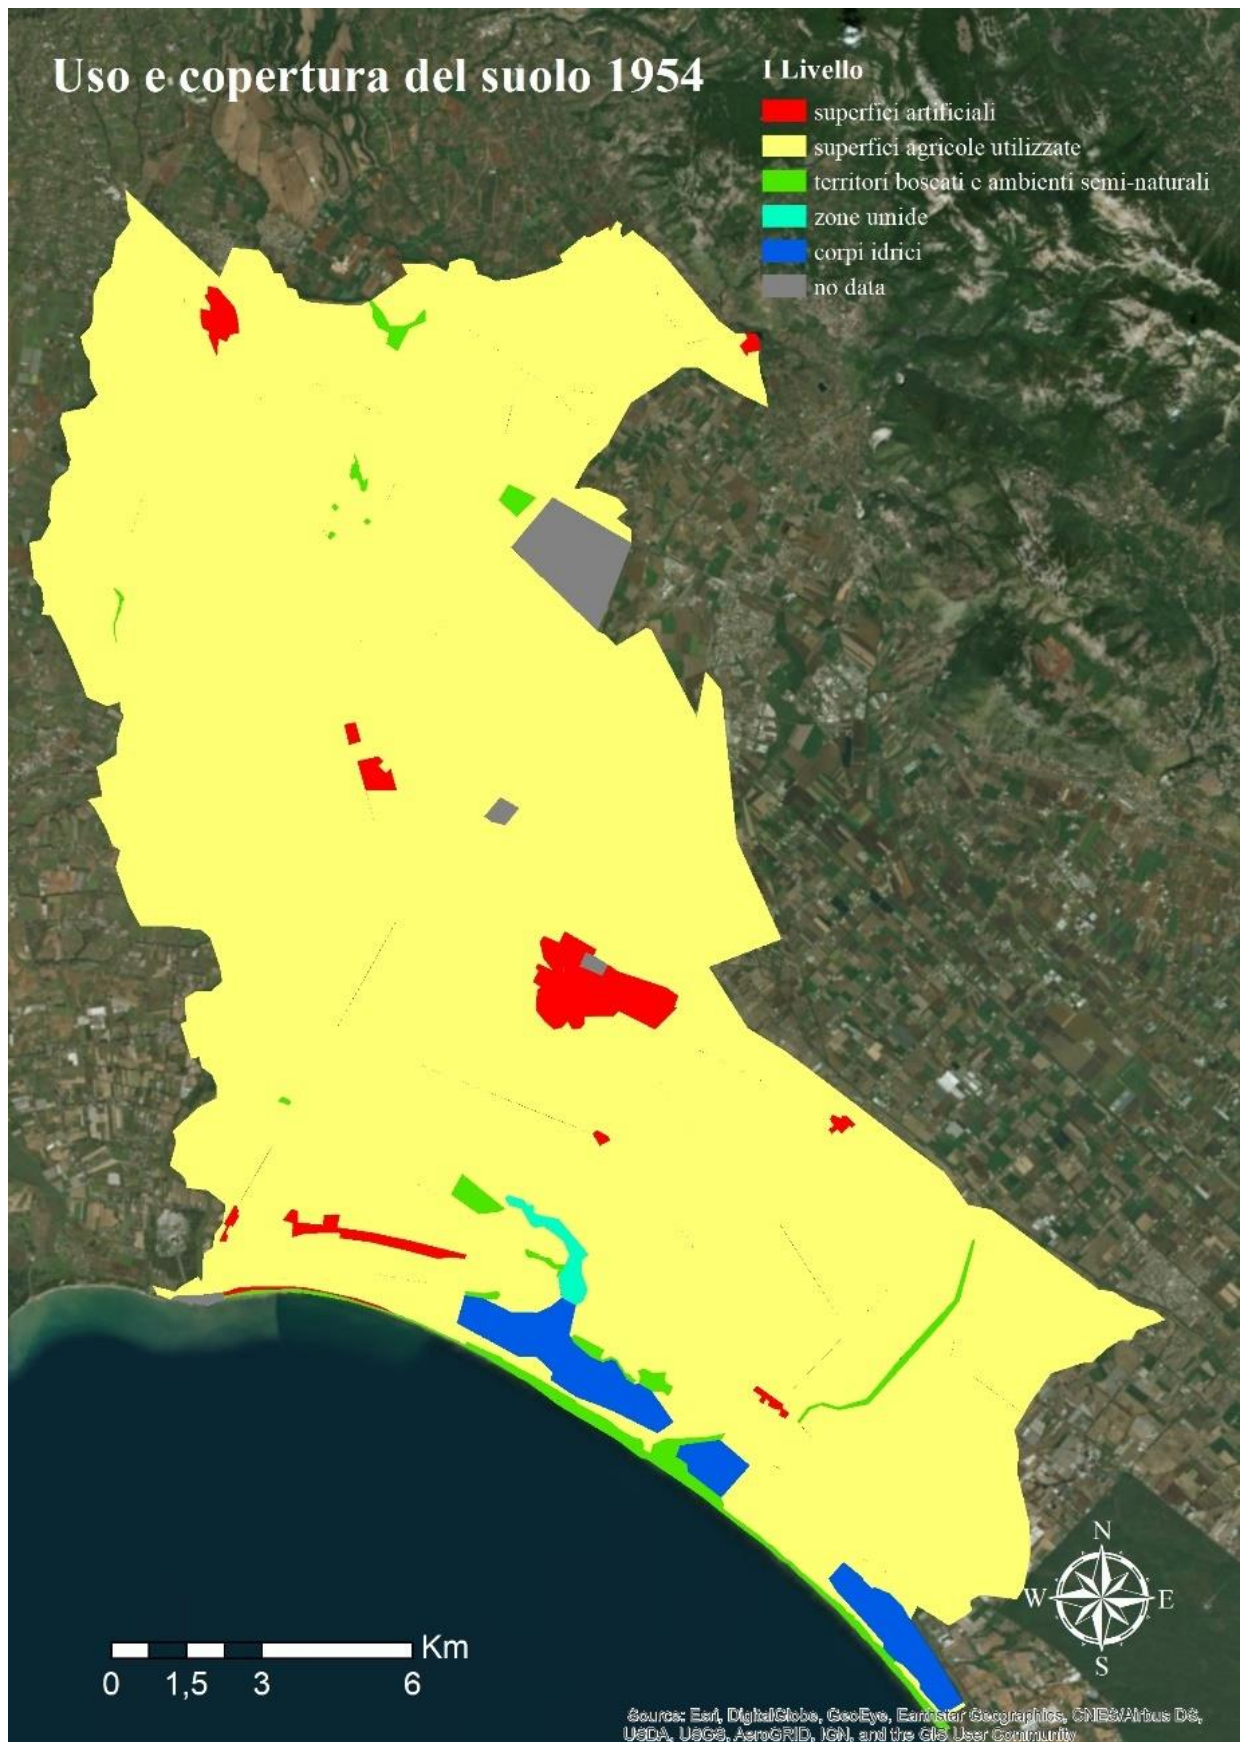 Uso e copertura del suolo 1954
I Livello
superfici artificiali
superfici agricole utilizzate
territori boscati e ambienti semi-naturali
zone umide
corpi idrici
no data
N
W E
S
Km
0 1,5 3 6
Source: Esri, DigitalGlobe, GeoEye, Earthstar Geographics, CNES/Airbus DS,
USDA, USGS, AeroGRID, IGN, and the GIS User Community